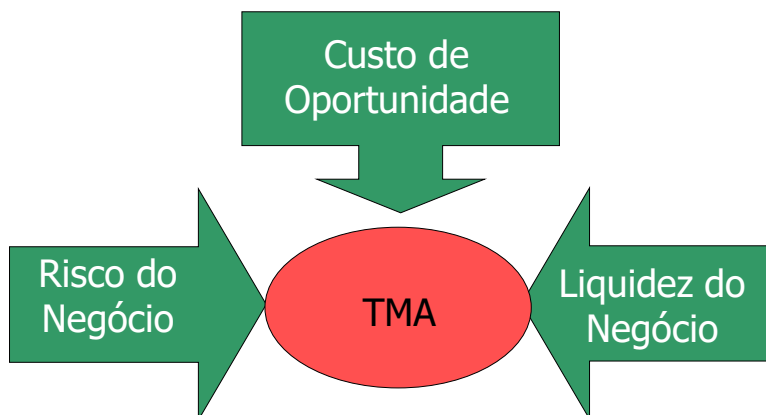 Custo de
Oportunidade
Risco do
Negócio
TMA
Liquidez do
Negócio